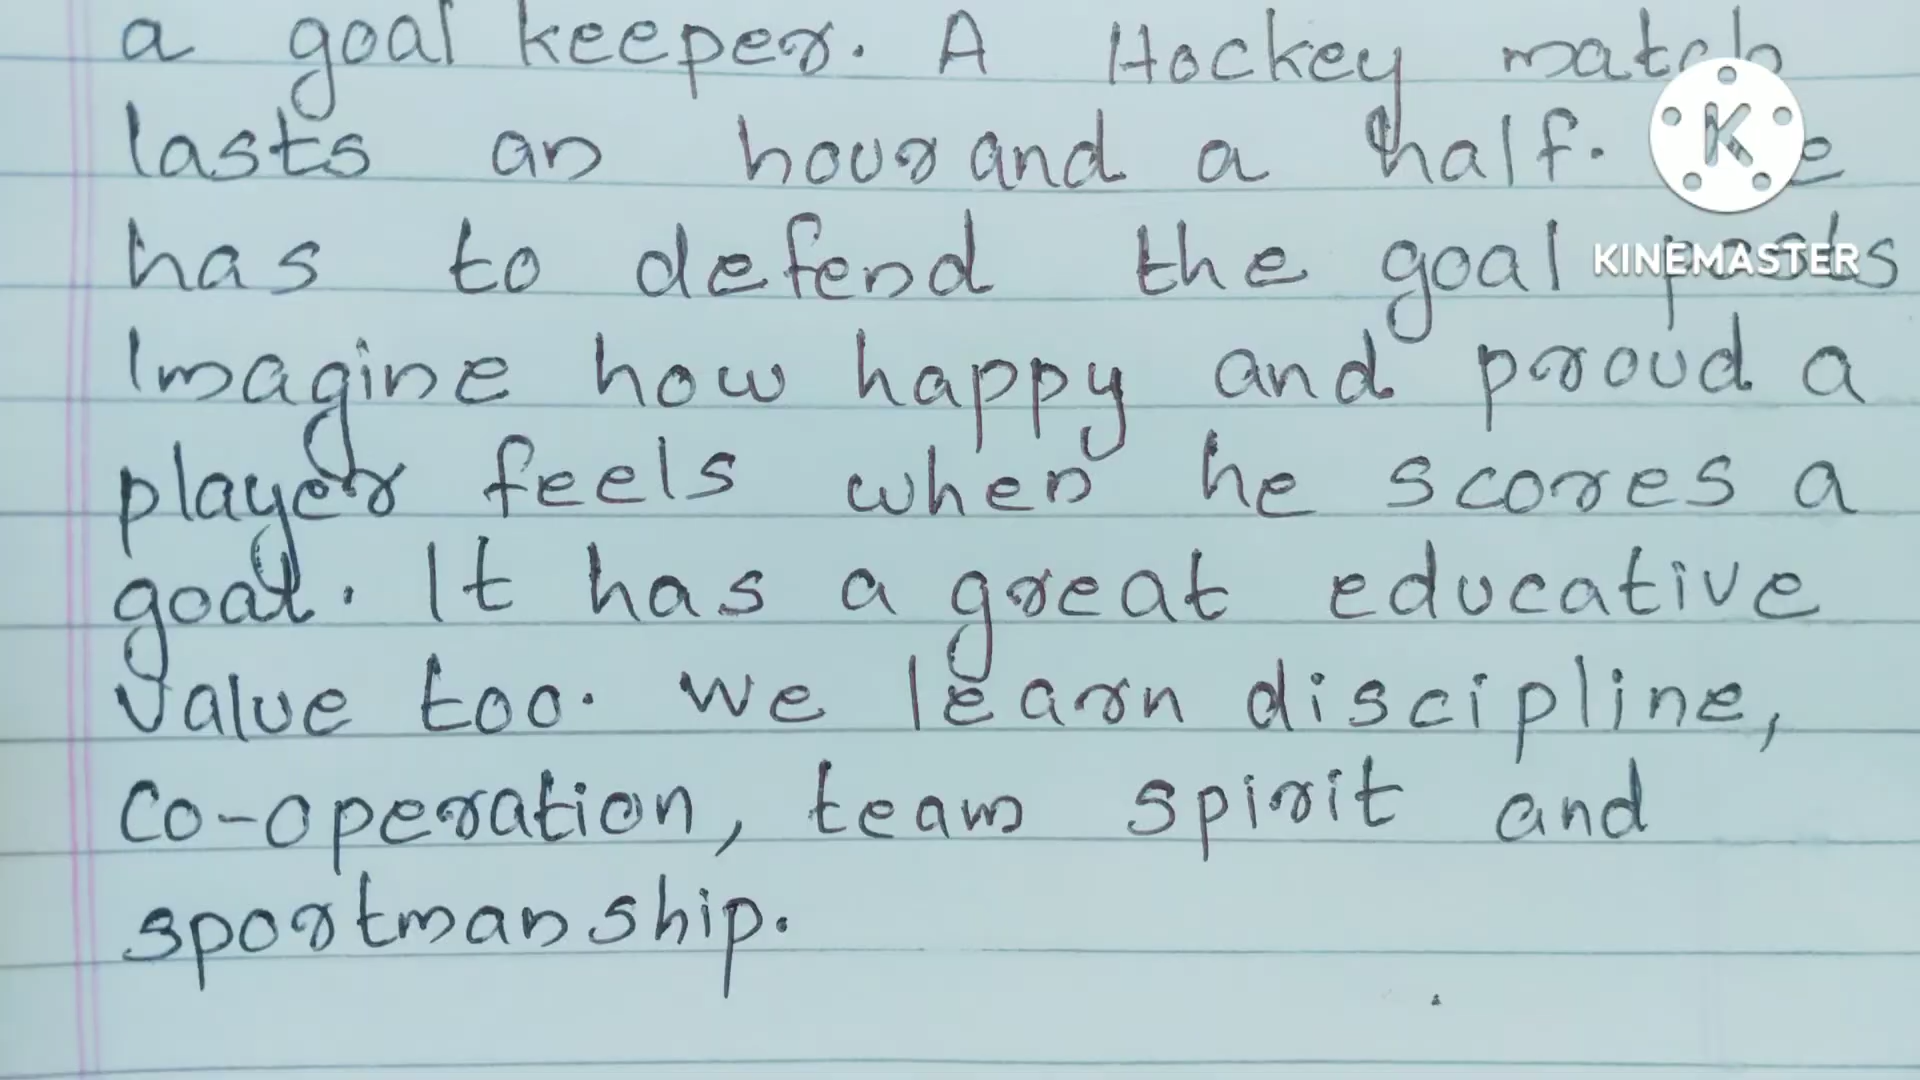 a goal keeper. A Hockey match
lasts an hour and a half.
has to defend the goal posts
Imagine how happy and proud a
player feels when he scores a
goal. It has a great educative
value too. We learn discipline,
co-operation, team spirit and
sportmanship.
K
KINEMASTER